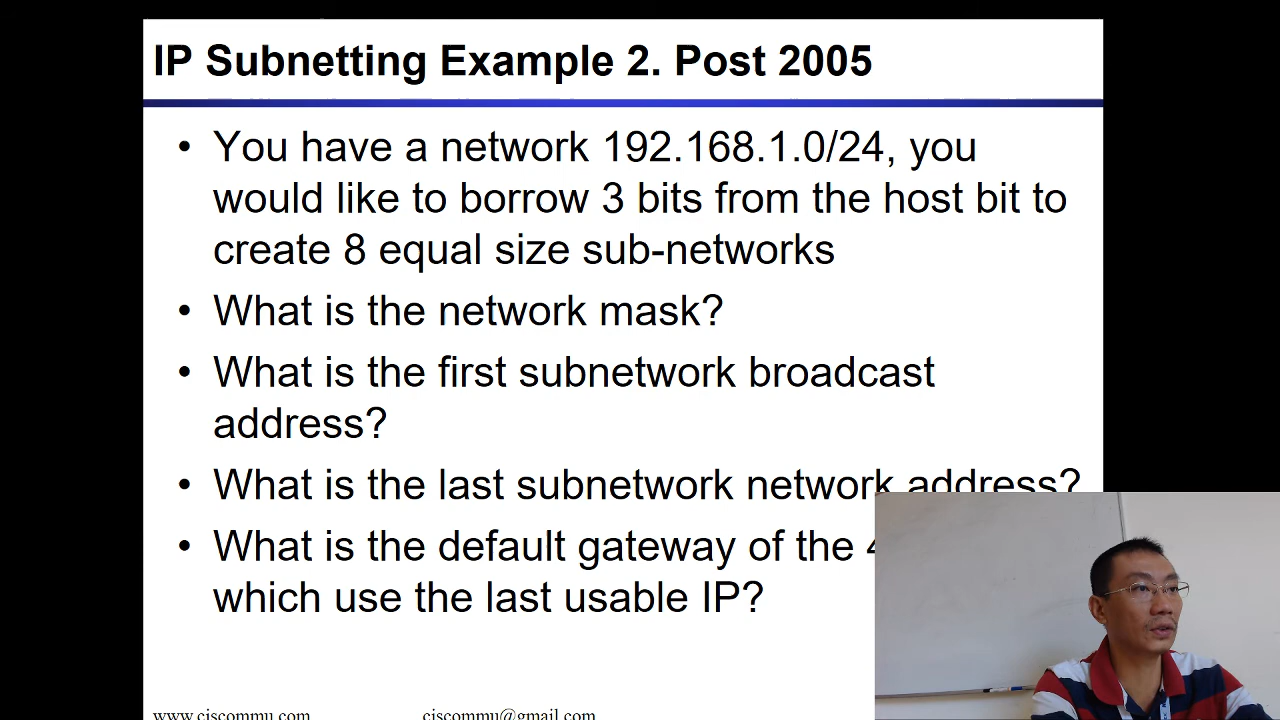 IP Subnetting Example 2. Post 2005
• You have a network 192.168.1.0/24, you
would like to borrow 3 bits from the host bit to
create 8 equal size sub-networks
• What is the network mask?
• What is the first subnetwork broadcast
address?
• What is the last subnetwork network address?
• What is the default gateway of the
which use the last usable IP?
www.ciscommu.com ciscommu@gmail.com